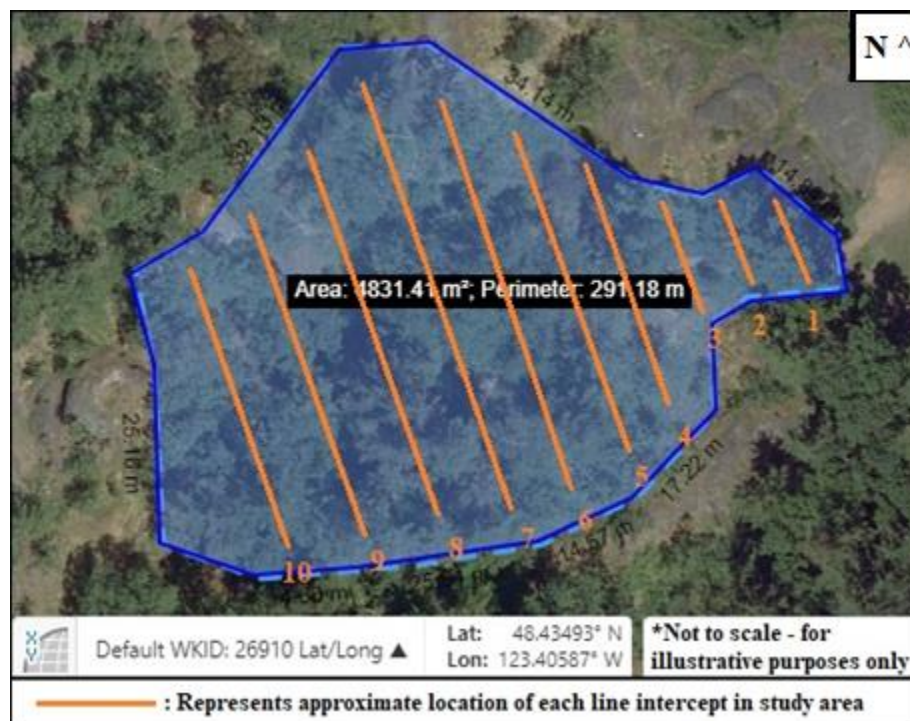 N ^
34.14 m
Area: 4831.41 m²; Perimeter: 291.18 m
1
2
3
25.16 m
4
17.22 m
5
6
14.57 m
7
8
9
10
Default WKID: 26910 Lat/Long ▲
Lat: 48.43493° N
Lon: 123.40587° W
*Not to scale - for
illustrative purposes only
: Represents approximate location of each line intercept in study area